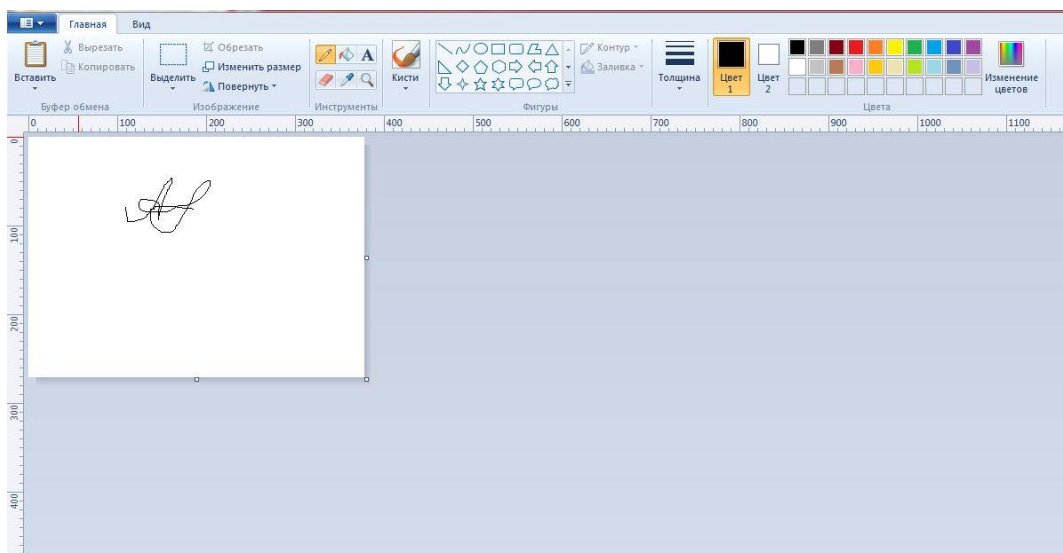 Главная Вид
Вставить
Вырезать
Копировать
Буфер обмена
Выделить
Обрезать
Изменить размер
Повернуть
Изображение
A
Инструменты
Кисти
Контур
Заливка
Фигуры
Толщина
Цвет 1
Цвет 2
Изменение цветов
Цвета
0 100 200 300 400 500 600 700 800 900 1000 1100
0
100
200
300
400